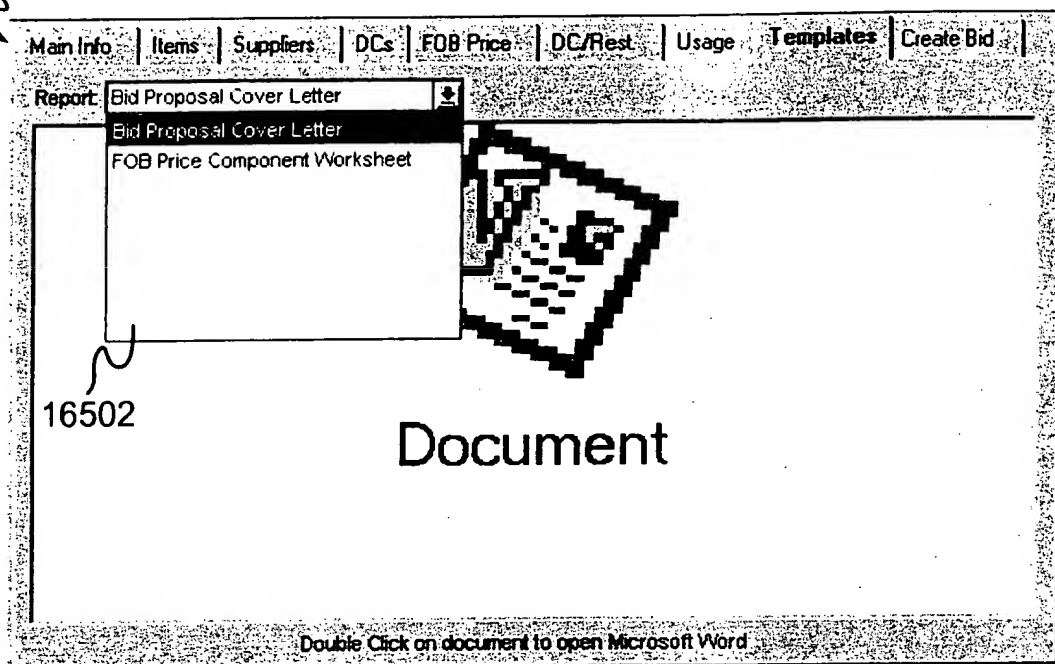 Main Info Items Suppliers DCs FOB Price DC/Rest Usage Templates Create Bid
Report: Bid Proposal Cover Letter
Bid Proposal Cover Letter
FOB Price Component Worksheet
16502
Document
Double Click on document to open Microsoft Word